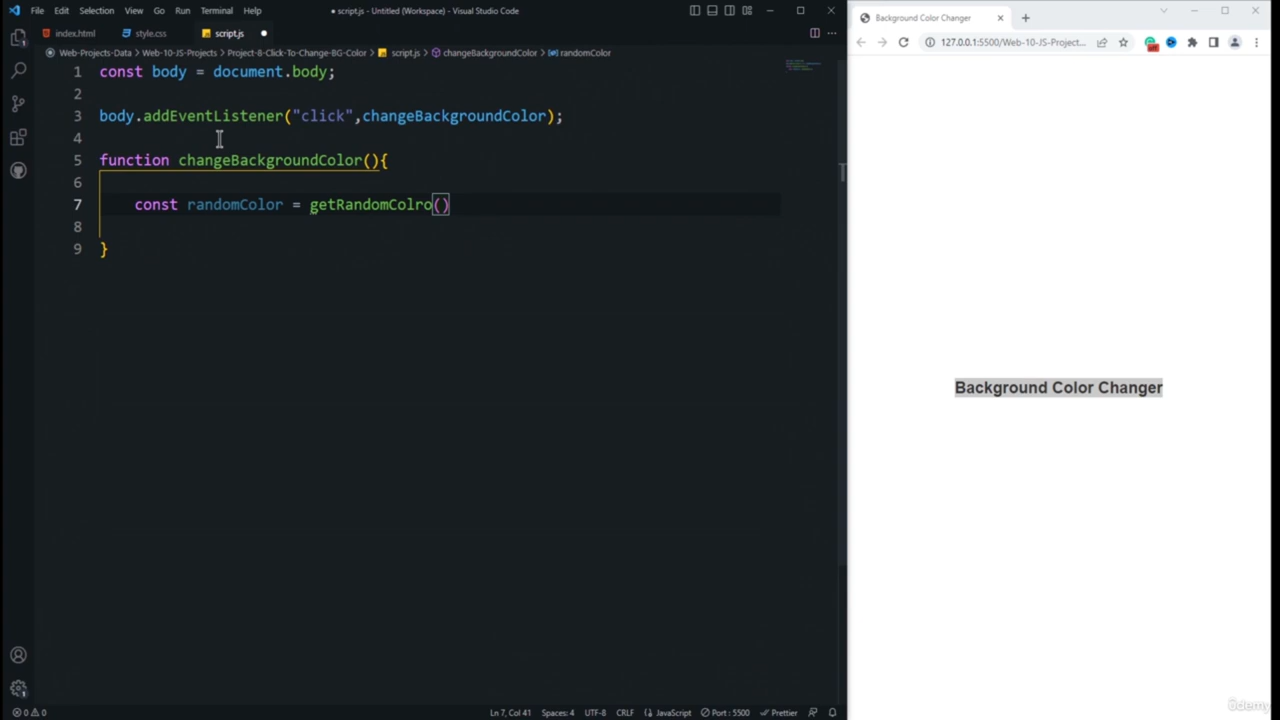 File Edit Selection View Go Run Terminal Help
● script.js - Untitled (Workspace) - Visual Studio Code
index.html
style.css
script.js
Web-Projects-Data > Web-10-JS-Projects > Project-8-Click-To-Change-BG-Color > script.js > changeBackgroundColor > randomColor
1 const body = document.body;
2
3 body.addEventListener("click",changeBackgroundColor);
4
5 function changeBackgroundColor(){
6
7 const randomColor = getRandomColro()
8
9 }
0 0
Ln 7, Col 41 Spaces: 4 UTF-8 CRLF {} JavaScript Port : 5500 Prettier
Background Color Changer
127.0.0.1:5500/Web-10-JS-Project...
Background Color Changer
ûdemy